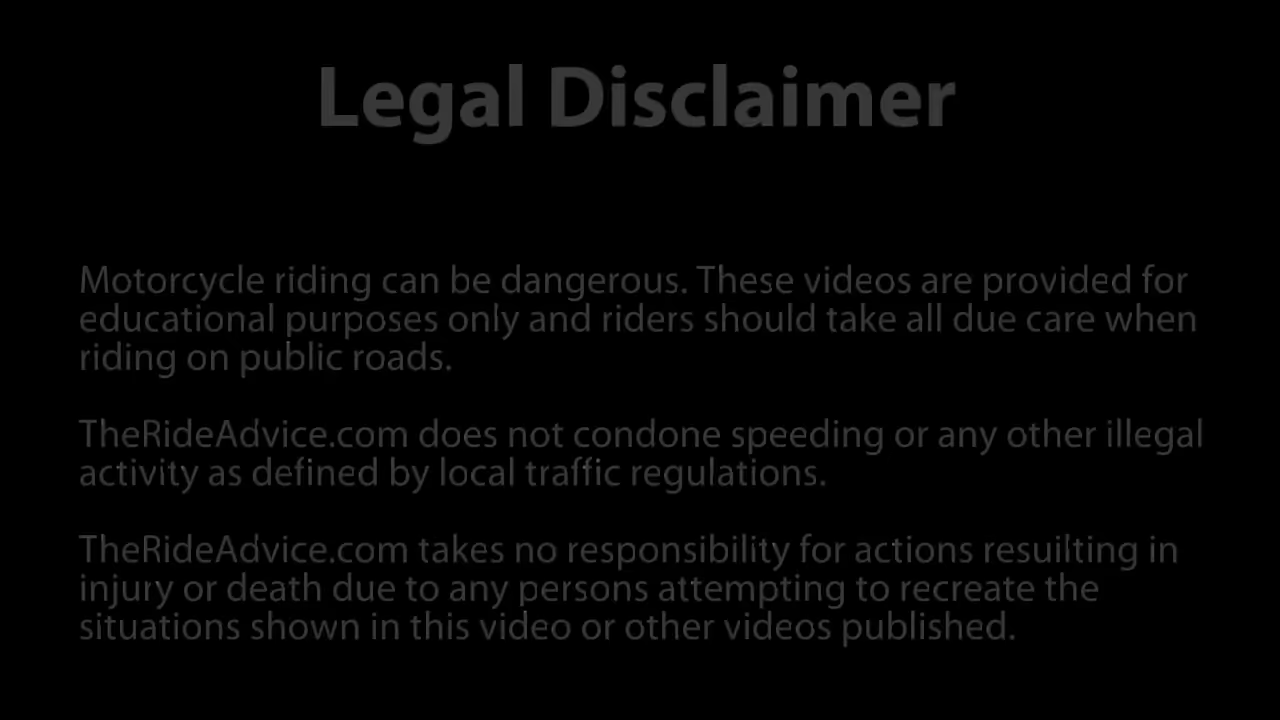 Legal Disclaimer
Motorcycle riding can be dangerous. These videos are provided for
educational purposes only and riders should take all due care when
riding on public roads.
TheRideAdvice.com does not condone speeding or any other illegal
activity as defined by local traffic regulations.
TheRideAdvice.com takes no responsibility for actions resuilting in
injury or death due to any persons attempting to recreate the
situations shown in this video or other videos published.